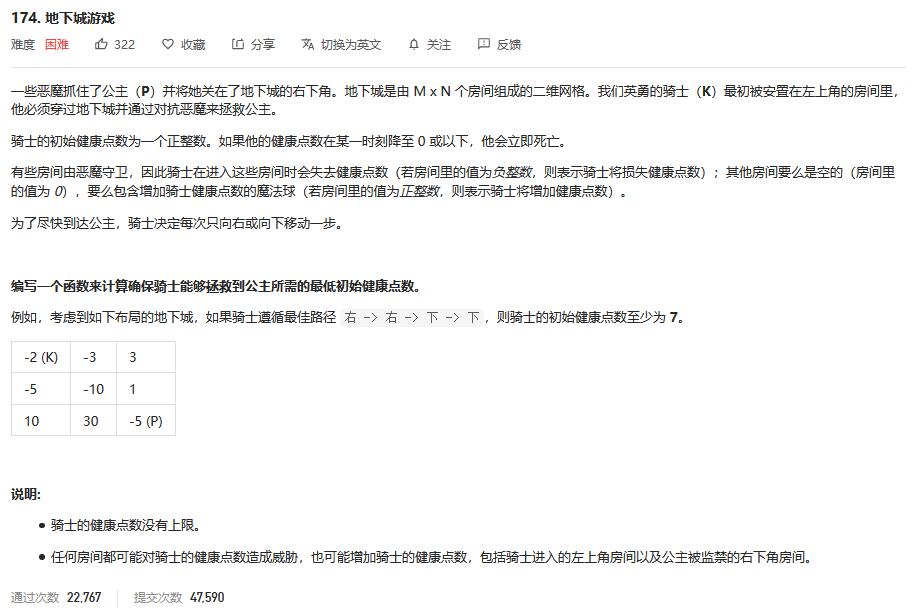 174. 地下城游戏
难度 困难 322 收藏 分享 切换为英文 关注 反馈
一些恶魔抓住了公主（P）并将她关在了地下城的右下角。地下城是由 M x N 个房间组成的二维网格。我们英勇的骑士（K）最初被安置在左上角的房间里，
他必须穿过地下城并通过对抗恶魔来拯救公主。
骑士的初始健康点数为一个正整数。如果他的健康点数在某一时刻降至 0 或以下，他会立即死亡。
有些房间由恶魔守卫，因此骑士在进入这些房间时会失去健康点数（若房间里的值为负整数，则表示骑士将损失健康点数）；其他房间要么是空的（房间里
的值为 0），要么包含增加骑士健康点数的魔法球（若房间里的值为正整数，则表示骑士将增加健康点数）。
为了尽快到达公主，骑士决定每次只向右或向下移动一步。
编写一个函数来计算确保骑士能够拯救到公主所需的最低初始健康点数。
例如，考虑到如下布局的地下城，如果骑士遵循最佳路径 右 -> 右 -> 下 -> 下，则骑士的初始健康点数至少为 7。
-2 (K) -3 3
-5 -10 1
10 30 -5 (P)
说明:
• 骑士的健康点数没有上限。
• 任何房间都可能对骑士的健康点数造成威胁，也可能增加骑士的健康点数，包括骑士进入的左上角房间以及公主被监禁的右下角房间。
通过次数 22,767 提交次数 47,590